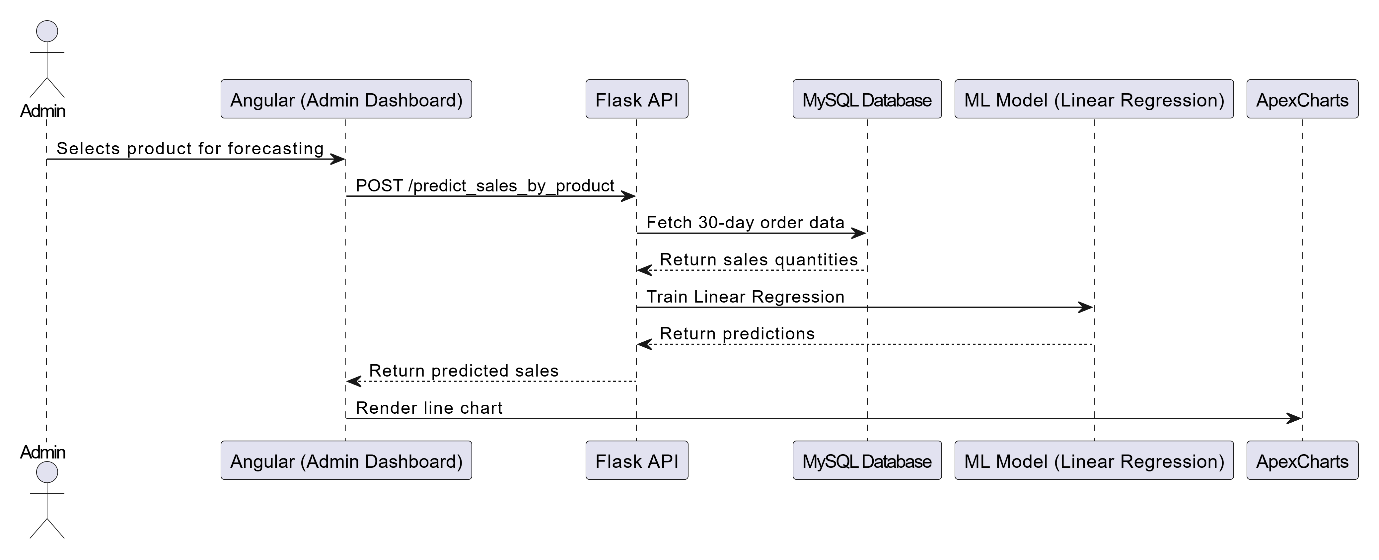 Admin
Angular (Admin Dashboard)
Flask API
MySQL Database
ML Model (Linear Regression)
ApexCharts
Selects product for forecasting
POST /predict_sales_by_product
Fetch 30-day order data
Return sales quantities
Train Linear Regression
Return predictions
Return predicted sales
Render line chart
Admin
Angular (Admin Dashboard)
Flask API
MySQL Database
ML Model (Linear Regression)
ApexCharts